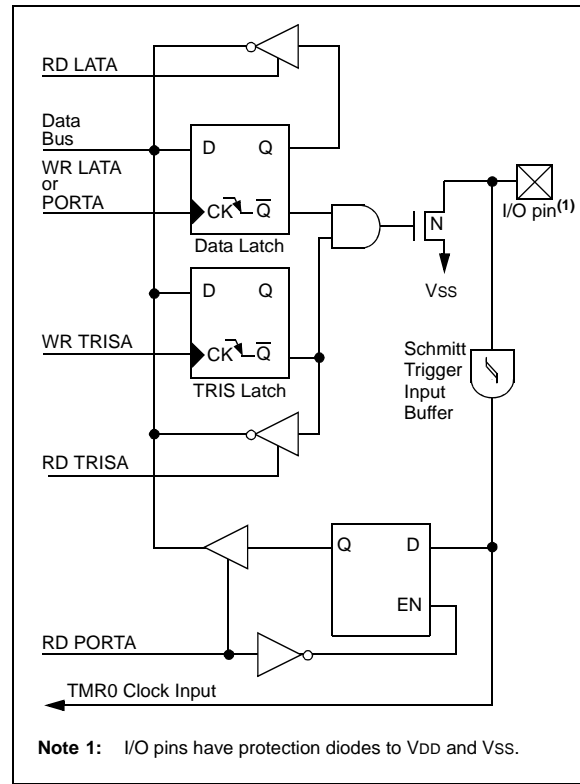 RD LATA
Data
Bus
D Q
WR LATA
or
PORTA
CK Q̅
Data Latch
N
I/O pin(1)
VSS
D Q
WR TRISA
CK Q̅
TRIS Latch
Schmitt
Trigger
Input
Buffer
RD TRISA
Q D
EN
RD PORTA
TMR0 Clock Input
Note 1: I/O pins have protection diodes to VDD and VSS.